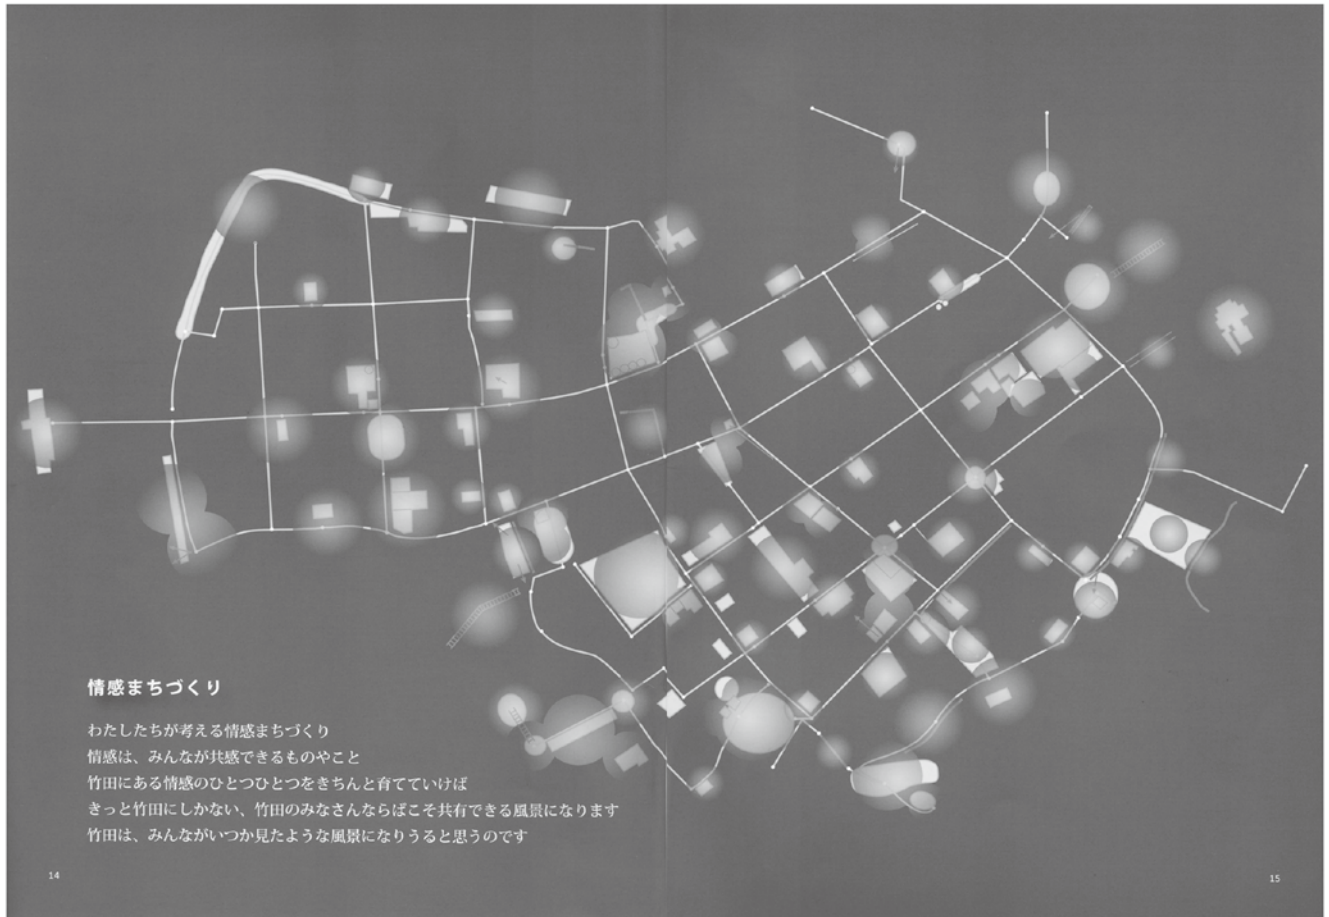 情感まちづくり
わたしたちが考える情感まちづくり
情感は、みんなが共感できるものやこと
竹田にある情感のひとつひとつをきちんと育てていけば
きっと竹田にしかない、竹田のみなさんならばこそ共有できる風景になります
竹田は、みんながいつか見たような風景になりうると思うのです
14
15